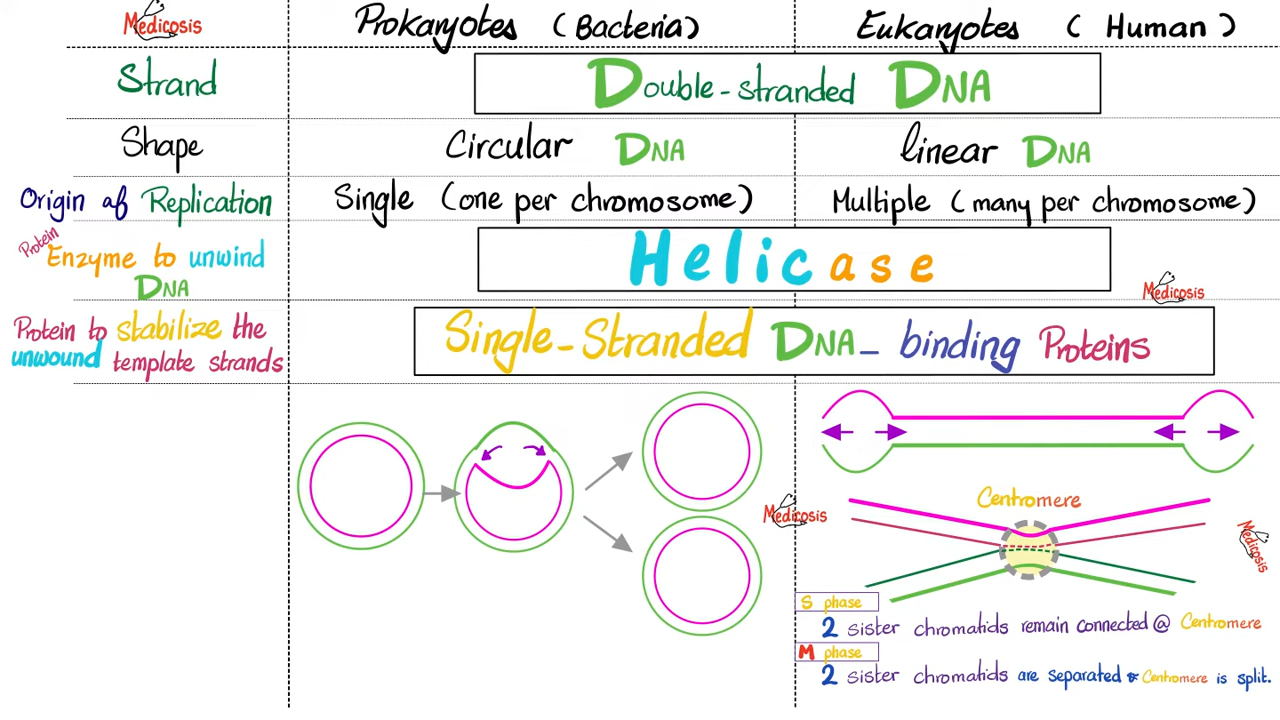 Medicosis
Prokaryotes (Bacteria)
Eukaryotes (Human)
Strand
Double-stranded DNA
Shape
Circular DNA
linear DNA
Origin of Replication
Single (one per chromosome)
Multiple (many per chromosome)
Protein
Enzyme to unwind
DNA
Helicase
Medicosis
Protein to stabilize the
unwound template strands
Single-Stranded DNA-binding Proteins
Centromere
Medicosis
Medicosis
S phase
2 sister chromatids remain connected @ Centromere
M phase
2 sister chromatids are separated & Centromere is split.